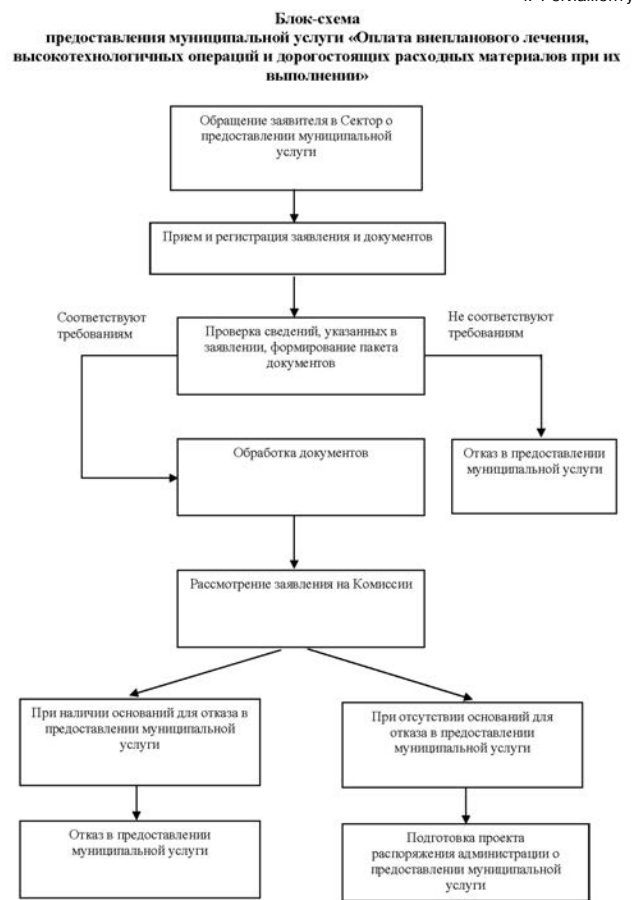 Блок-схема
предоставления муниципальной услуги «Оплата внепланового лечения,
высокотехнологичных операций и дорогостоящих расходных материалов при их
выполнении»
Обращение заявителя в Сектор о
предоставлении муниципальной
услуги
Прием и регистрация заявления и документов
Соответствуют
требованиям
Не соответствуют
требованиям
Проверка сведений, указанных в
заявлении, формирование пакета
документов
Обработка документов
Отказ в предоставлении
муниципальной услуги
Рассмотрение заявления на Комиссии
При наличии оснований для отказа в
предоставлении муниципальной
услуги
При отсутствии оснований для
отказа в предоставлении
муниципальной услуги
Отказ в предоставлении
муниципальной услуги
Подготовка проекта
распоряжения администрации о
предоставлении муниципальной
услуги